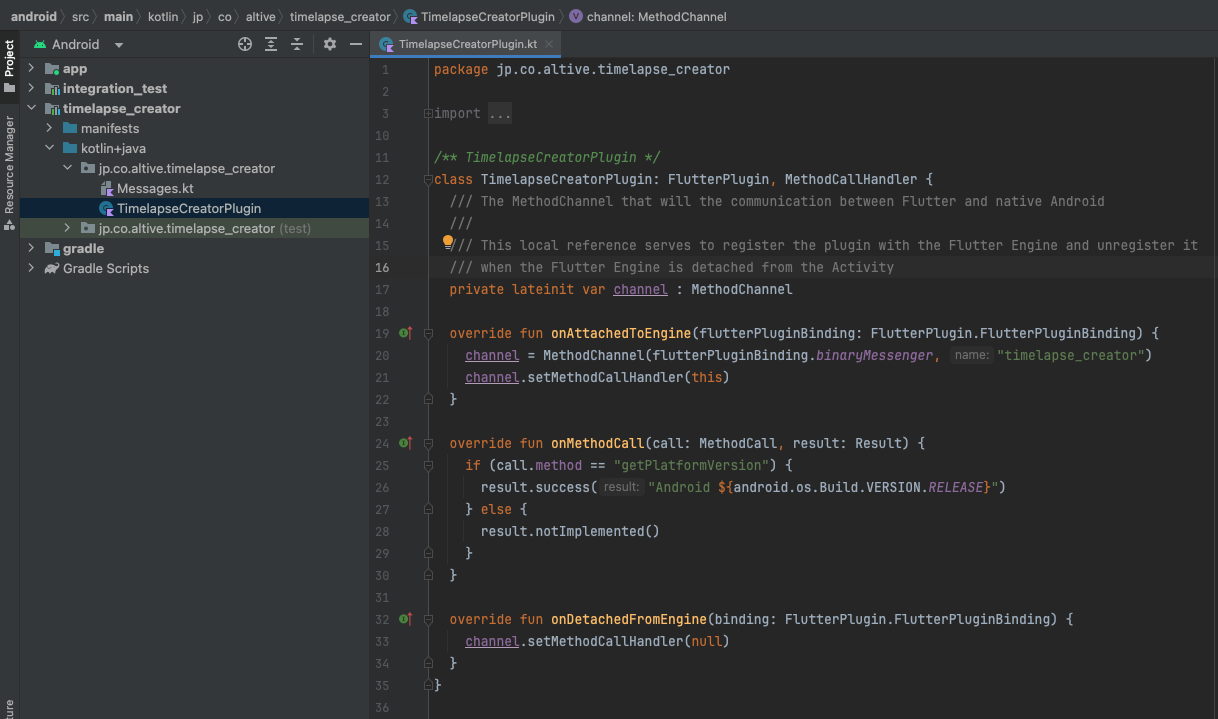 android 〉 src 〉 main 〉 kotlin 〉 jp 〉 co 〉 altive 〉 timelapse_creator 〉 TimelapseCreatorPlugin 〉 V channel: MethodChannel
Project
Resource Manager
Android
app
integration_test
timelapse_creator
manifests
kotlin+java
jp.co.altive.timelapse_creator
Messages.kt
TimelapseCreatorPlugin
jp.co.altive.timelapse_creator (test)
gradle
Gradle Scripts
TimelapseCreatorPlugin.kt
1 package jp.co.altive.timelapse_creator
2
3 import ...
10
11 /** TimelapseCreatorPlugin */
12 class TimelapseCreatorPlugin: FlutterPlugin, MethodCallHandler {
13 /// The MethodChannel that will the communication between Flutter and native Android
14 ///
15 /// This local reference serves to register the plugin with the Flutter Engine and unregister it
16 /// when the Flutter Engine is detached from the Activity
17 private lateinit var channel : MethodChannel
18
19 override fun onAttachedToEngine(flutterPluginBinding: FlutterPlugin.FlutterPluginBinding) {
20 channel = MethodChannel(flutterPluginBinding.binaryMessenger, name: "timelapse_creator")
21 channel.setMethodCallHandler(this)
22 }
23
24 override fun onMethodCall(call: MethodCall, result: Result) {
25 if (call.method == "getPlatformVersion") {
26 result.success( result: "Android ${android.os.Build.VERSION.RELEASE}")
27 } else {
28 result.notImplemented()
29 }
30 }
31
32 override fun onDetachedFromEngine(binding: FlutterPlugin.FlutterPluginBinding) {
33 channel.setMethodCallHandler(null)
34 }
35 }
36